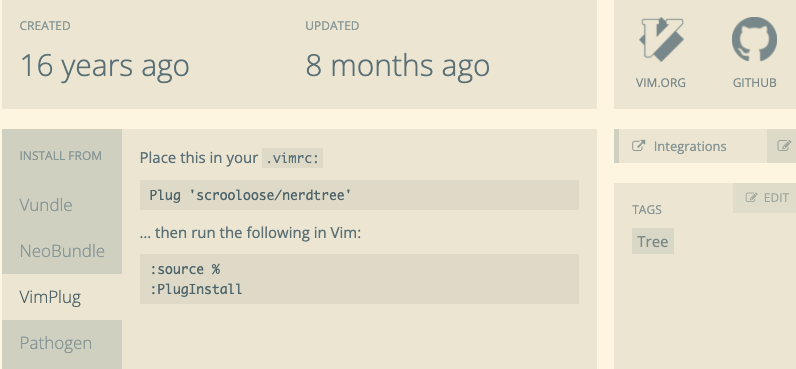 CREATED
16 years ago
UPDATED
8 months ago
VIM.ORG
GITHUB
INSTALL FROM
Vundle
NeoBundle
VimPlug
Pathogen
Place this in your .vimrc:
Plug 'scrooloose/nerdtree'
... then run the following in Vim:
:source %
:PlugInstall
Integrations
EDIT
TAGS
Tree